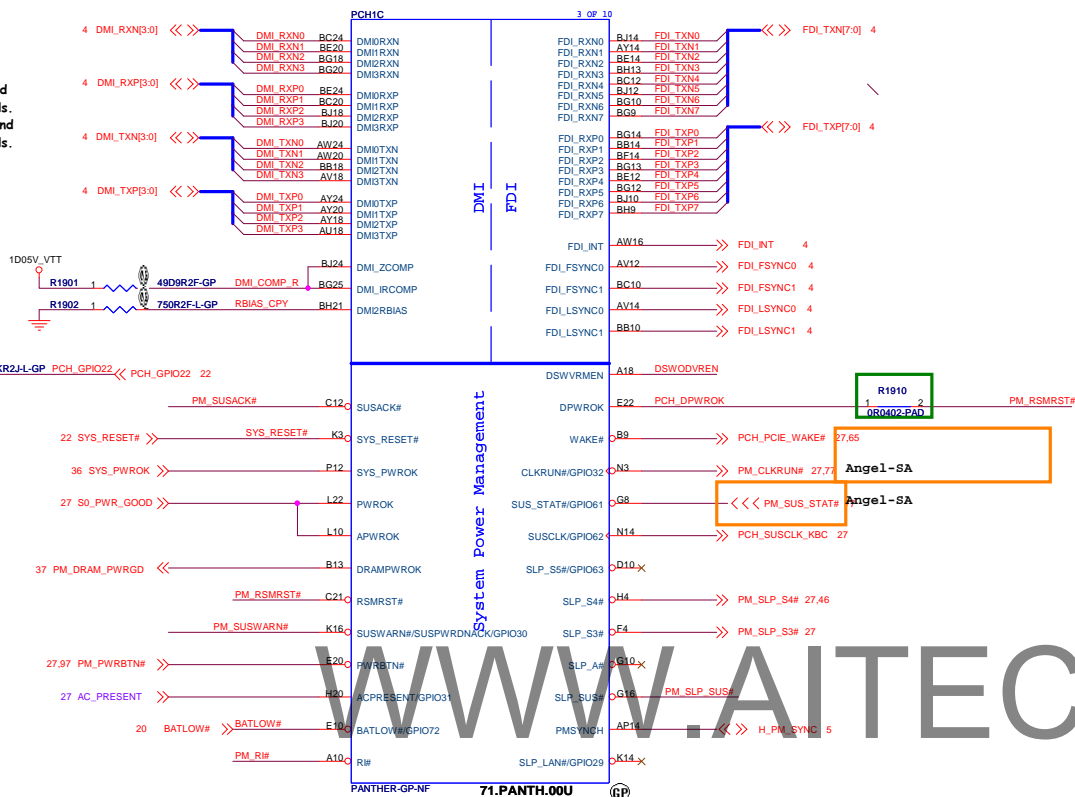 PCH1C 3 OF 10
4 DMI_RXN[3:0]
DMI_RXN0 BC24 DMI0RXN
DMI_RXN1 BE20 DMI1RXN
DMI_RXN2 BG18 DMI2RXN
DMI_RXN3 BG20 DMI3RXN
4 DMI_RXP[3:0]
DMI_RXP0 BE24 DMI0RXP
DMI_RXP1 BC20 DMI1RXP
DMI_RXP2 BJ18 DMI2RXP
DMI_RXP3 BJ20 DMI3RXP
4 DMI_TXN[3:0]
DMI_TXN0 AW24 DMI0TXN
DMI_TXN1 AW20 DMI1TXN
DMI_TXN2 BB18 DMI2TXN
DMI_TXN3 AV18 DMI3TXN
4 DMI_TXP[3:0]
DMI_TXP0 AY24 DMI0TXP
DMI_TXP1 AY20 DMI1TXP
DMI_TXP2 AY18 DMI2TXP
DMI_TXP3 AU18 DMI3TXP
DMI
FDI
FDI_RXN0 BJ14 FDI_TXN0
FDI_RXN1 AY14 FDI_TXN1
FDI_RXN2 BE14 FDI_TXN2
FDI_RXN3 BH13 FDI_TXN3
FDI_RXN4 BC12 FDI_TXN4
FDI_RXN5 BJ12 FDI_TXN5
FDI_RXN6 BG10 FDI_TXN6
FDI_RXN7 BG9 FDI_TXN7
FDI_TXN[7:0] 4
FDI_RXP0 BG14 FDI_TXP0
FDI_RXP1 BB14 FDI_TXP1
FDI_RXP2 BF14 FDI_TXP2
FDI_RXP3 BG13 FDI_TXP3
FDI_RXP4 BE12 FDI_TXP4
FDI_RXP5 BG12 FDI_TXP5
FDI_RXP6 BJ10 FDI_TXP6
FDI_RXP7 BH9 FDI_TXP7
FDI_TXP[7:0] 4
FDI_INT AW16 FDI_INT 4
FDI_FSYNC0 AV12 FDI_FSYNC0 4
FDI_FSYNC1 BC10 FDI_FSYNC1 4
FDI_LSYNC0 AV14 FDI_LSYNC0 4
FDI_LSYNC1 BB10 FDI_LSYNC1 4
1D05V_VTT
BJ24 DMI_ZCOMP
R1901 1 49D9R2F-GP DMI_COMP_R BG25 DMI_IRCOMP
R1902 1 750R2F-L-GP RBIAS_CPY BH21 DMI2RBIAS
KR2J-L-GP PCH_GPIO22 PCH_GPIO22 22
System Power Management
PM_SUSACK# C12 SUSACK#
22 SYS_RESET# SYS_RESET# K3 SYS_RESET#
36 SYS_PWROK P12 SYS_PWROK
27 S0_PWR_GOOD L22 PWROK
L10 APWROK
37 PM_DRAM_PWRGD B13 DRAMPWROK
PM_RSMRST# C21 RSMRST#
PM_SUSWARN# K16 SUSWARN#/SUSPWRDNACK/GPIO30
27,97 PM_PWRBTN# E20 PWRBTN#
27 AC_PRESENT H20 ACPRESENT/GPIO31
20 BATLOW# BATLOW# E10 BATLOW#/GPIO72
PM_RI# A10 RI#
DSWVRMEN A18 DSWODVREN
DPWROK E22 PCH_DPWROK
R1910
1 2
0R0402-PAD
PM_RSMRST#
WAKE# B9 PCH_PCIE_WAKE# 27,65
CLKRUN#/GPIO32 N3 PM_CLKRUN# 27,77 Angel-SA
SUS_STAT#/GPIO61 G8 PM_SUS_STAT# Angel-SA
SUSCLK/GPIO62 N14 PCH_SUSCLK_KBC 27
SLP_S5#/GPIO63 D10
SLP_S4# H4 PM_SLP_S4# 27,46
SLP_S3# F4 PM_SLP_S3# 27
SLP_A# G10
SLP_SUS# G16 PM_SLP_SUS#
PMSYNCH AP14 H_PM_SYNC 5
SLP_LAN#/GPIO29 K14
WWW.AITEC
PANTHER-GP-NF 71.PANTH.00U GP